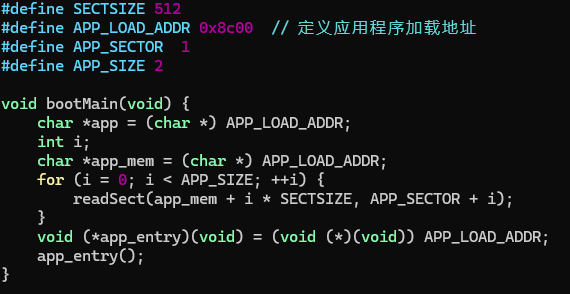 #define SECTSIZE 512
#define APP_LOAD_ADDR 0x8c00  // 定义应用程序加载地址
#define APP_SECTOR  1
#define APP_SIZE 2

void bootMain(void) {
    char *app = (char *) APP_LOAD_ADDR;
    int i;
    char *app_mem = (char *) APP_LOAD_ADDR;
    for (i = 0; i < APP_SIZE; ++i) {
        readSect(app_mem + i * SECTSIZE, APP_SECTOR + i);
    }
    void (*app_entry)(void) = (void (*)(void)) APP_LOAD_ADDR;
    app_entry();
}